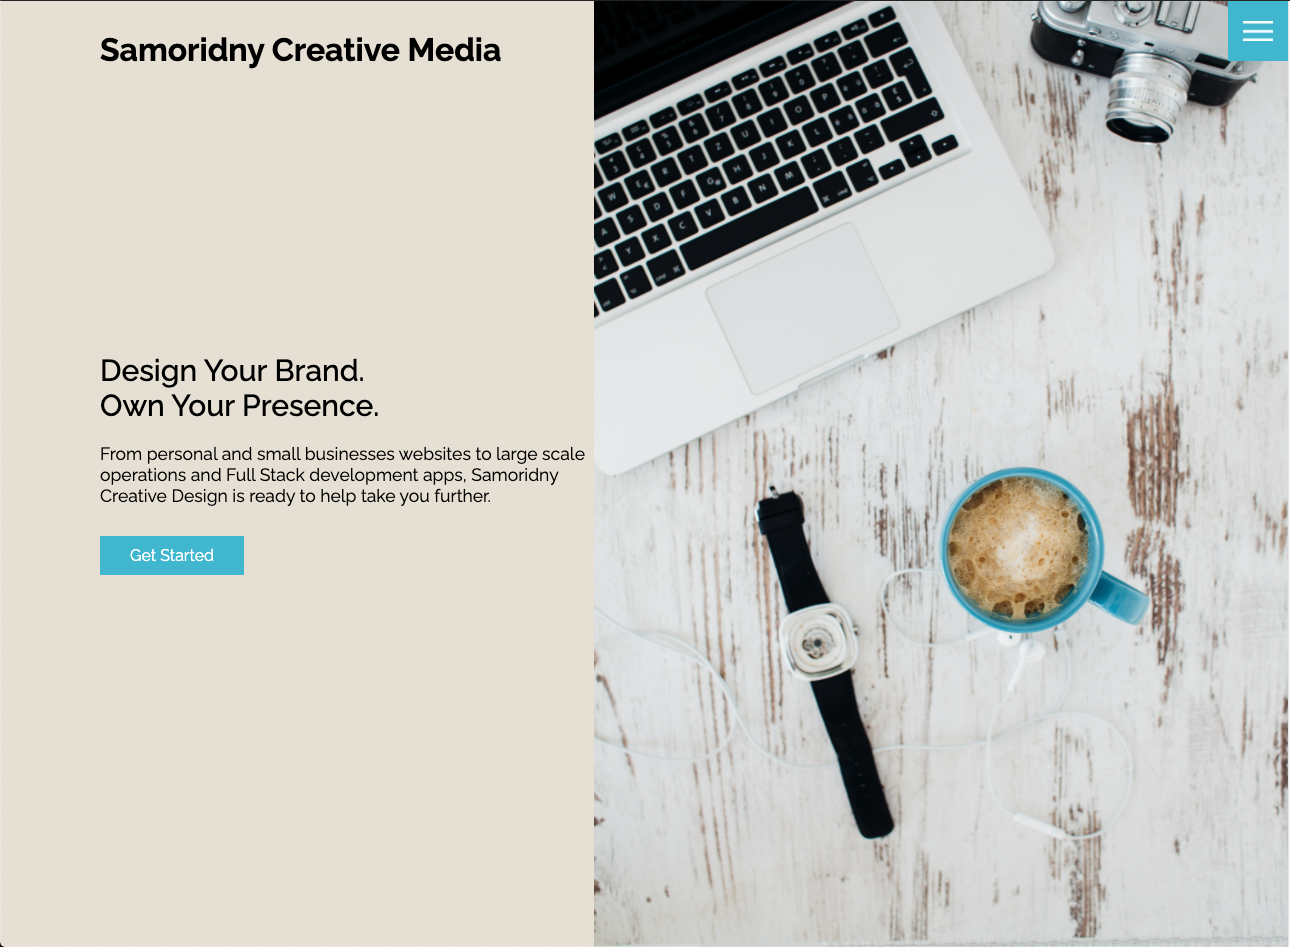 Samoridny Creative Media
Design Your Brand.
Own Your Presence.
From personal and small businesses websites to large scale
operations and Full Stack development apps, Samoridny
Creative Design is ready to help take you further.
Get Started